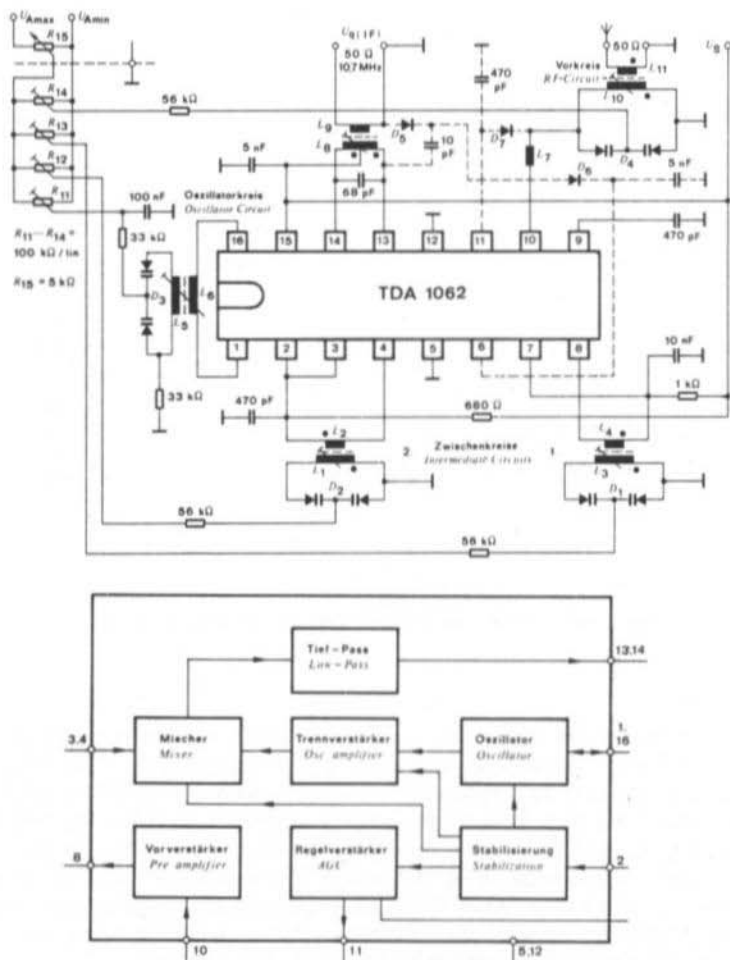 U Amax
U Amin
R15
R14
R13
R12
R11
R11–R14 =
100 kΩ/lin
R15 = 5 kΩ
56 kΩ
100 nF
33 kΩ
D3
L5
L6
33 kΩ
Oszillatorkreis
Oscillator Circuit
5 nF
Uq(IF)
50 Ω
10,7 MHz
L9
L8
D5
10
pF
68 pF
470
pF
D7
L7
D6
50 Ω
Vorkreis
RF-Circuit
L11
10
D4
5 nF
US
470 pF
16
15
14
13
12
11
10
9
TDA 1062
1
2
3
4
5
6
7
8
470 pF
680 Ω
10 nF
1 kΩ
L2
L1
D2
2
Zwischenkreise
Intermediate Circuits
1
L4
L3
D1
56 kΩ
56 kΩ
Tief–Pass
Low–Pass
13,14
3,4
Mischer
Mixer
Trennverstärker
Osc. amplifier
Oszillator
Oscillator
1,
16
8
Vorverstärker
Pre amplifier
Regelverstärker
AGC
Stabilisierung
Stabilization
2
10
11
5,12